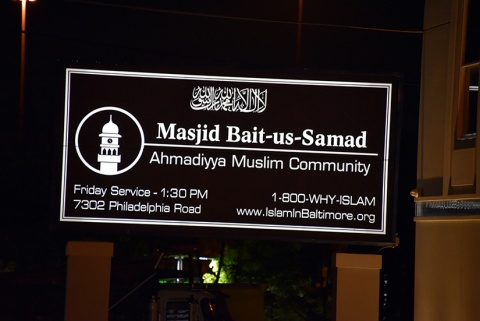 لا إله إلا الله محمد رسول الله
Masjid Bait-us-Samad
Ahmadiyya Muslim Community
Friday Service - 1:30 PM
7302 Philadelphia Road
1-800-WHY-ISLAM
www.IslamInBaltimore.org